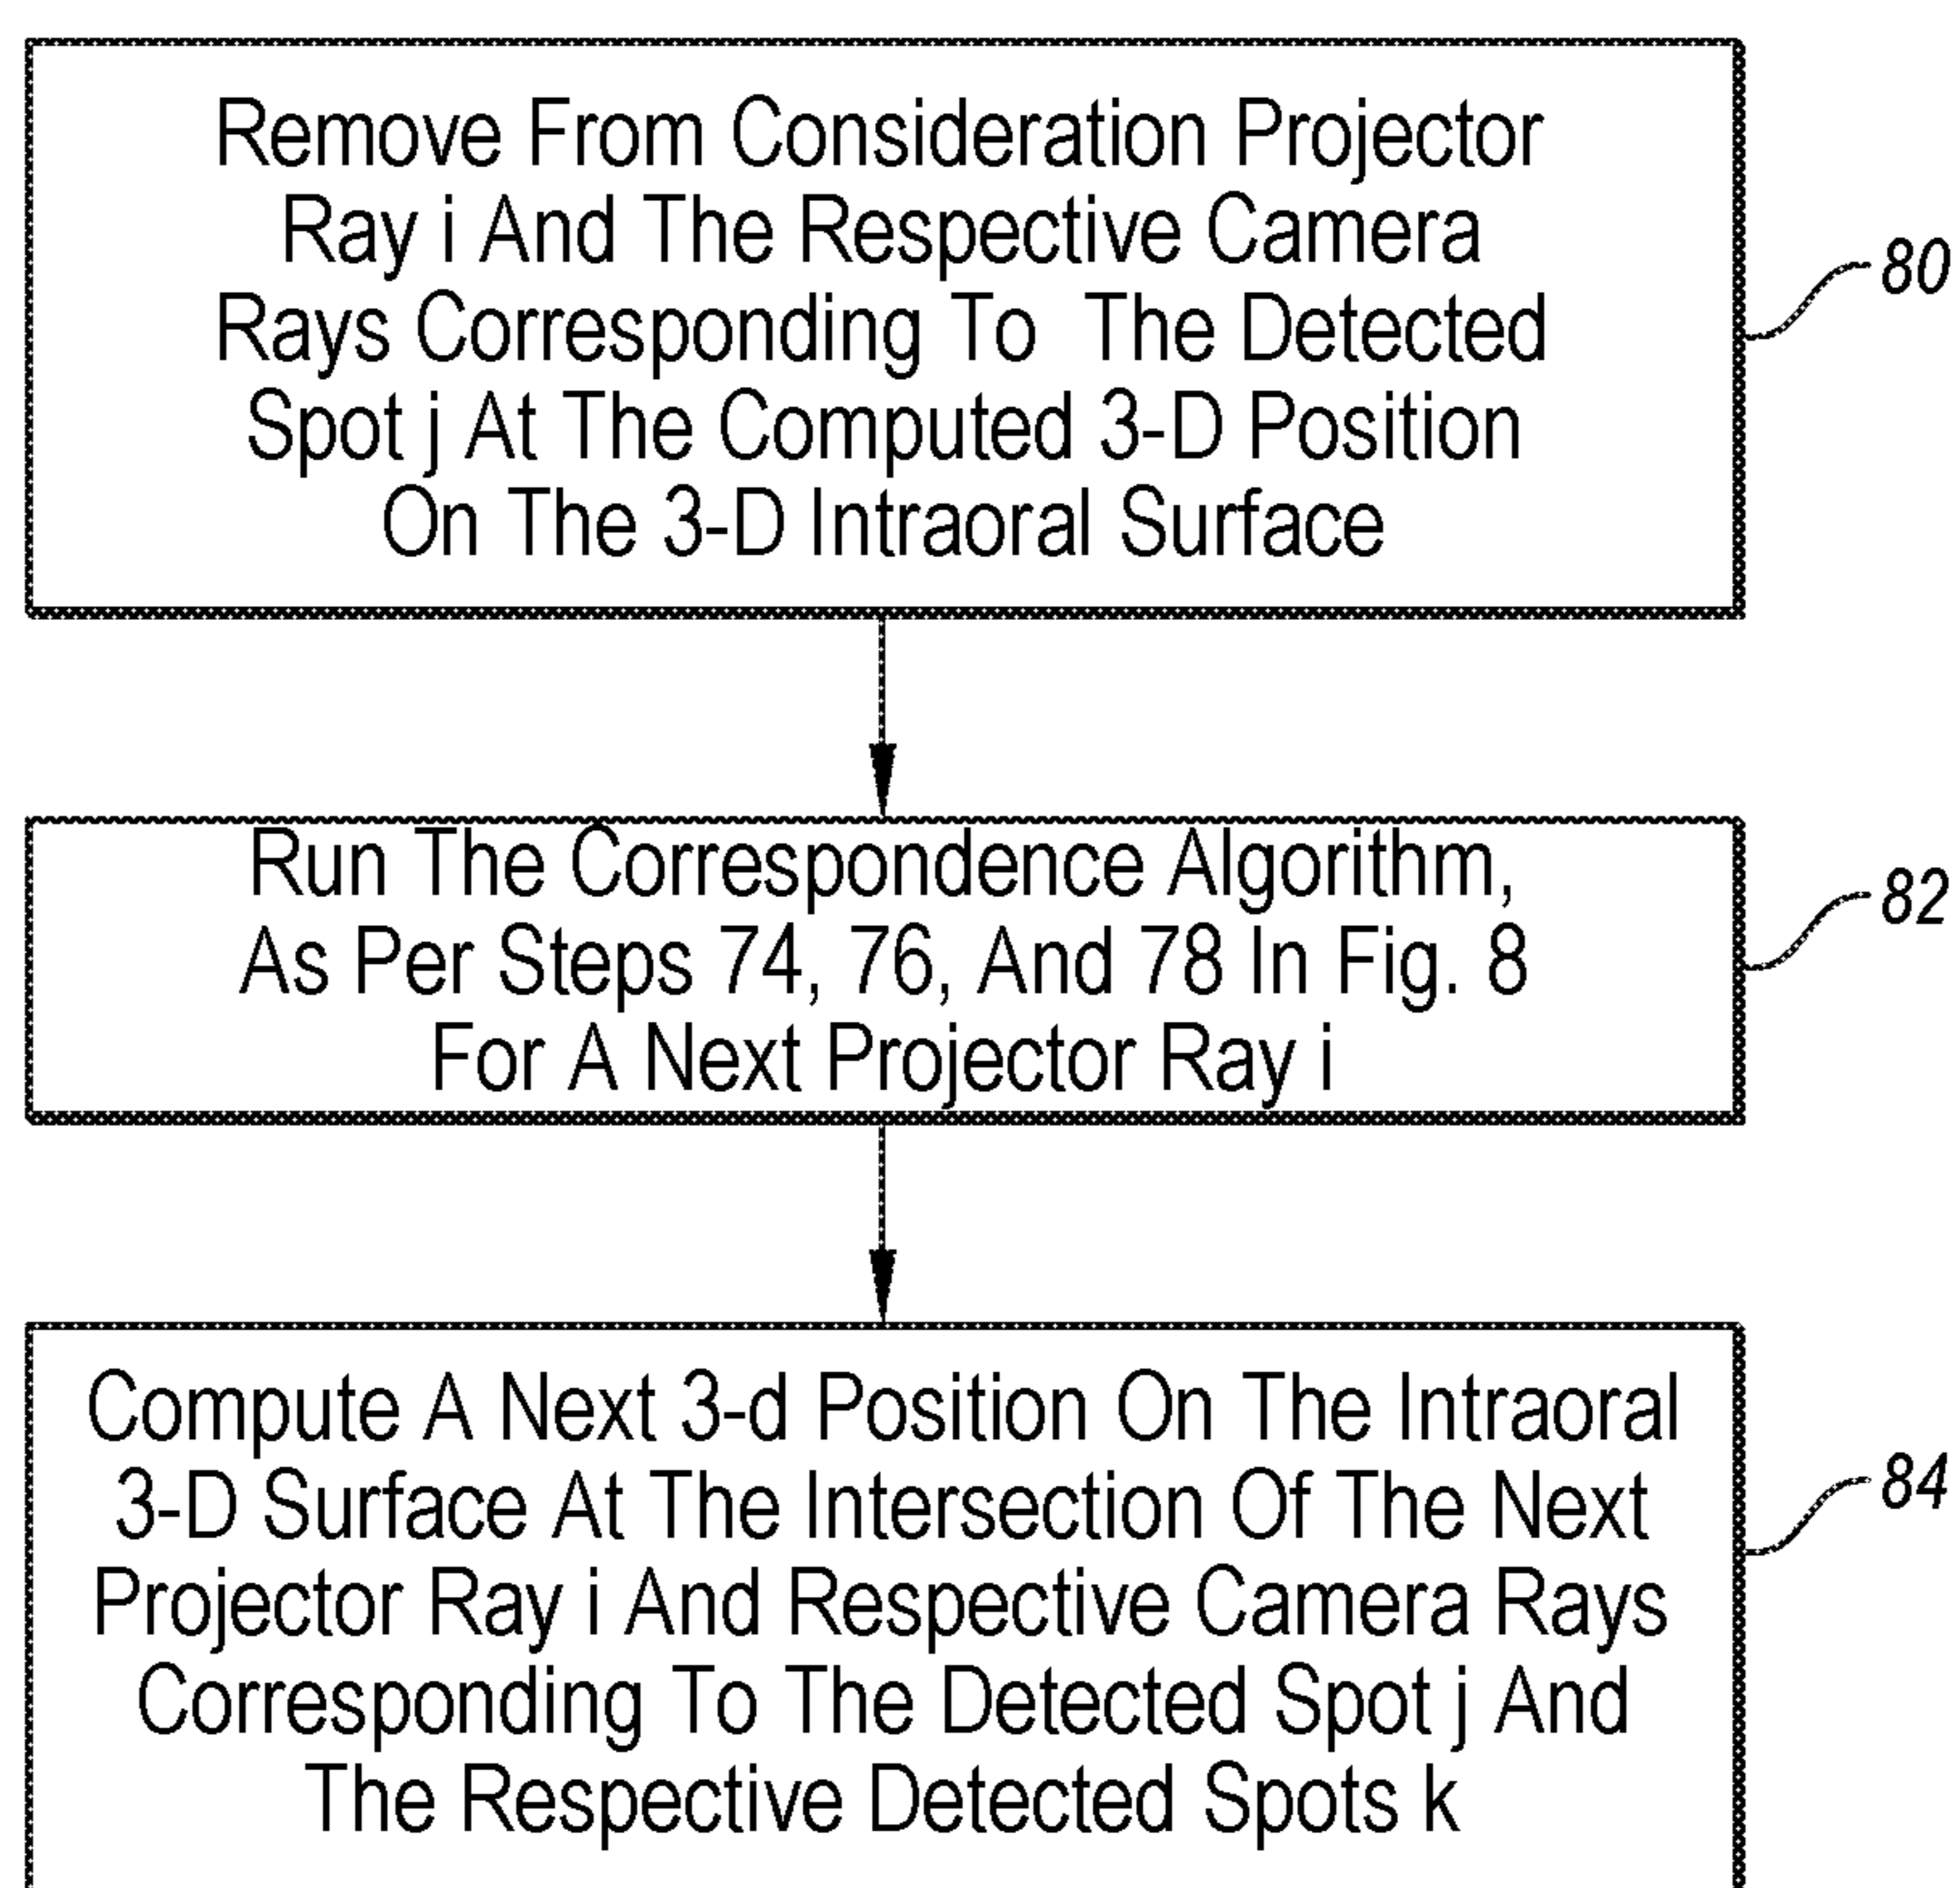 Remove From Consideration Projector
Ray i And The Respective Camera
Rays Corresponding To The Detected
Spot j At The Computed 3-D Position
On The 3-D Intraoral Surface
80
Run The Correspondence Algorithm,
As Per Steps 74, 76, And 78 In Fig. 8
For A Next Projector Ray i
82
Compute A Next 3-d Position On The Intraoral
3-D Surface At The Intersection Of The Next
Projector Ray i And Respective Camera Rays
Corresponding To The Detected Spot j And
The Respective Detected Spots k
84